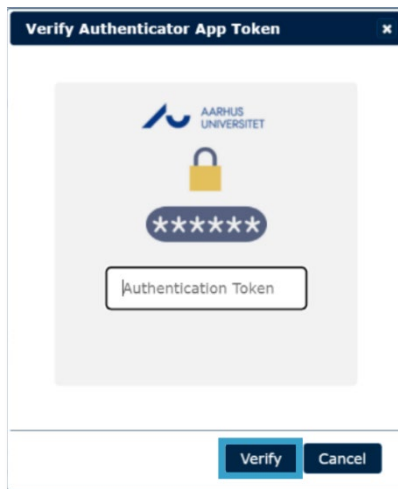 Verify Authenticator App Token
AARHUS
UNIVERSITET
******
Authentication Token
Verify
Cancel